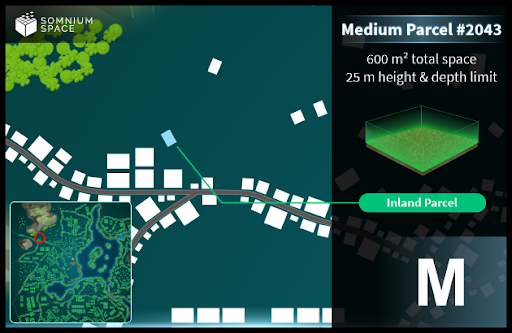 SOMNIUM
SPACE
Medium Parcel #2043
600 m² total space
25 m height & depth limit
Inland Parcel
M